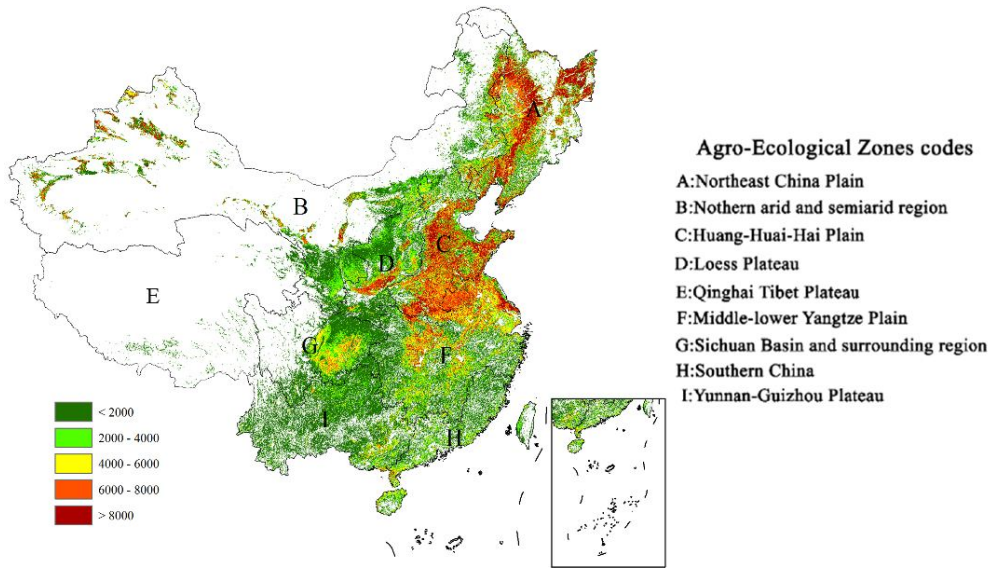 A
B
C
D
E
F
G
H
I
< 2000
2000 - 4000
4000 - 6000
6000 - 8000
> 8000
Agro-Ecological Zones codes
A:Northeast China Plain
B:Nothern arid and semiarid region
C:Huang-Huai-Hai Plain
D:Loess Plateau
E:Qinghai Tibet Plateau
F:Middle-lower Yangtze Plain
G:Sichuan Basin and surrounding region
H:Southern China
I:Yunnan-Guizhou Plateau